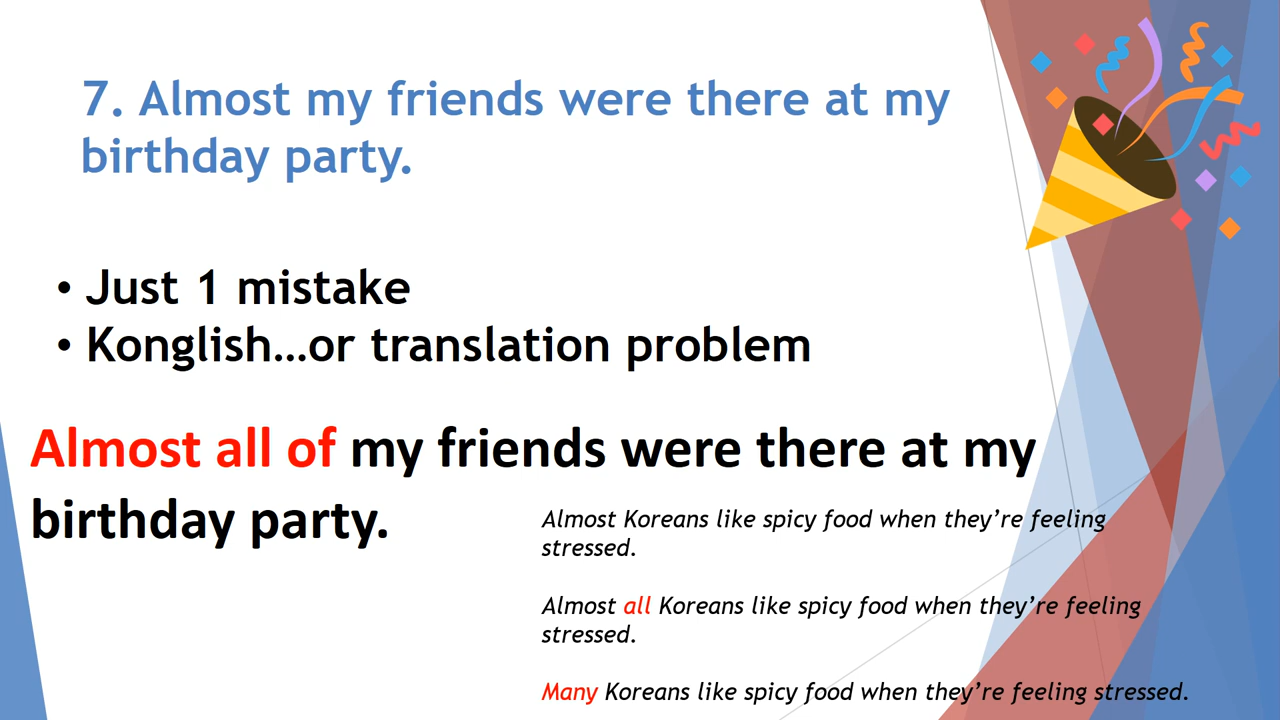 7. Almost my friends were there at my
birthday party.
• Just 1 mistake
• Konglish…or translation problem
Almost all of my friends were there at my
birthday party.
Almost Koreans like spicy food when they’re feeling
stressed.
Almost all Koreans like spicy food when they’re feeling
stressed.
Many Koreans like spicy food when they’re feeling stressed.